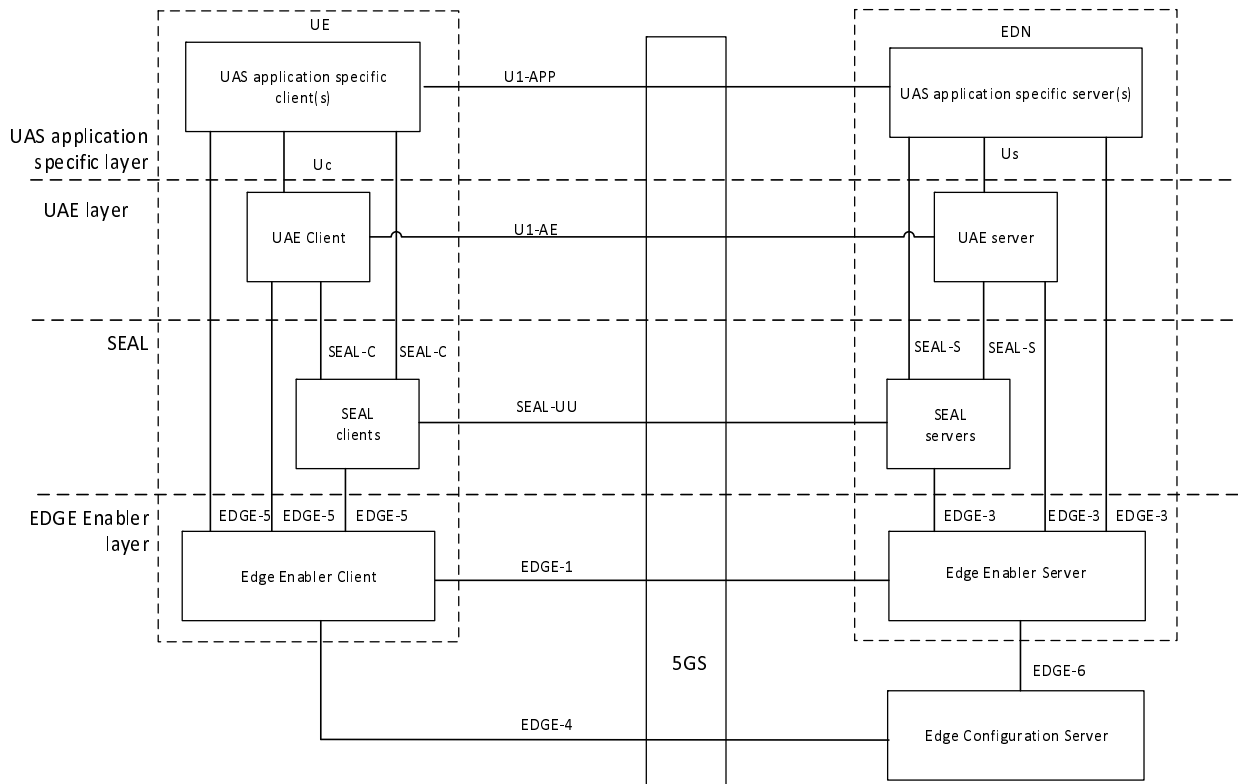 UE
EDN
UAS application specific
client(s)
U1-APP
UAS application specific server(s)
UAS application
specific layer
Uc
Us
UAE layer
UAE Client
U1-AE
UAE server
SEAL
SEAL-C
SEAL-C
SEAL-S
SEAL-S
SEAL
clients
SEAL-UU
SEAL
servers
EDGE Enabler
layer
EDGE-5
EDGE-5
EDGE-5
EDGE-3
EDGE-3
EDGE-3
Edge Enabler Client
EDGE-1
Edge Enabler Server
5GS
EDGE-6
EDGE-4
Edge Configuration Server